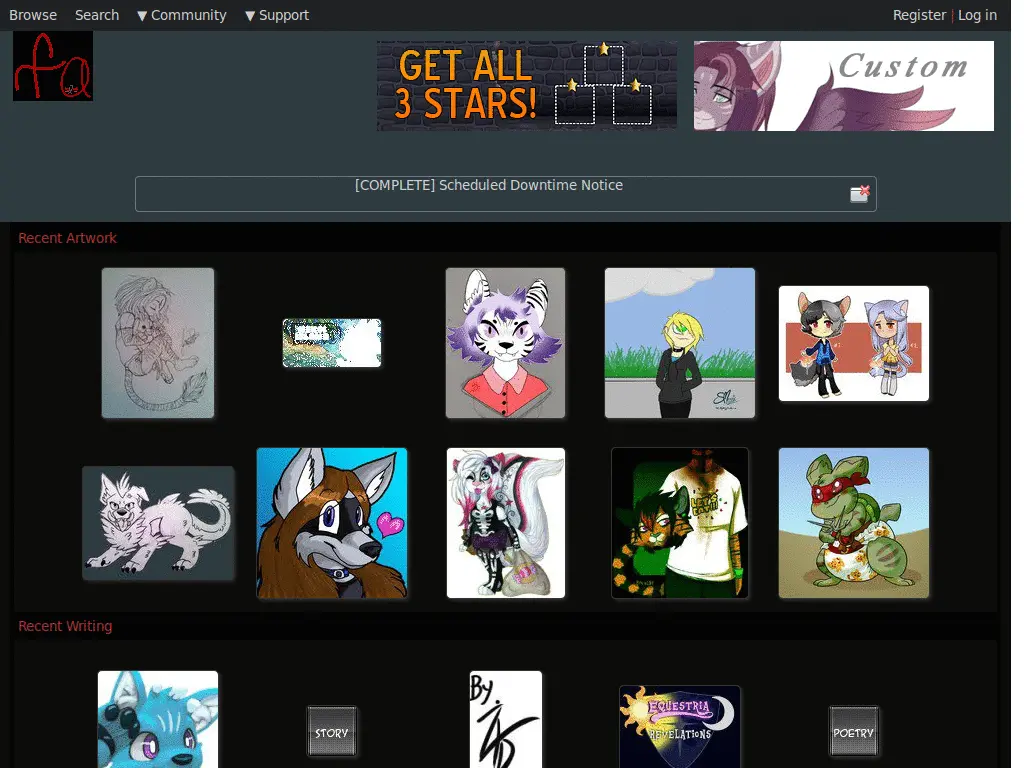 Browse Search ▼ Community ▼ Support Register | Log in
fa
GET ALL
3 STARS!
Custom
[COMPLETE] Scheduled Downtime Notice
Recent Artwork
Recent Writing
By.
STORY
EQUESTRIA
REVELATIONS
POETRY